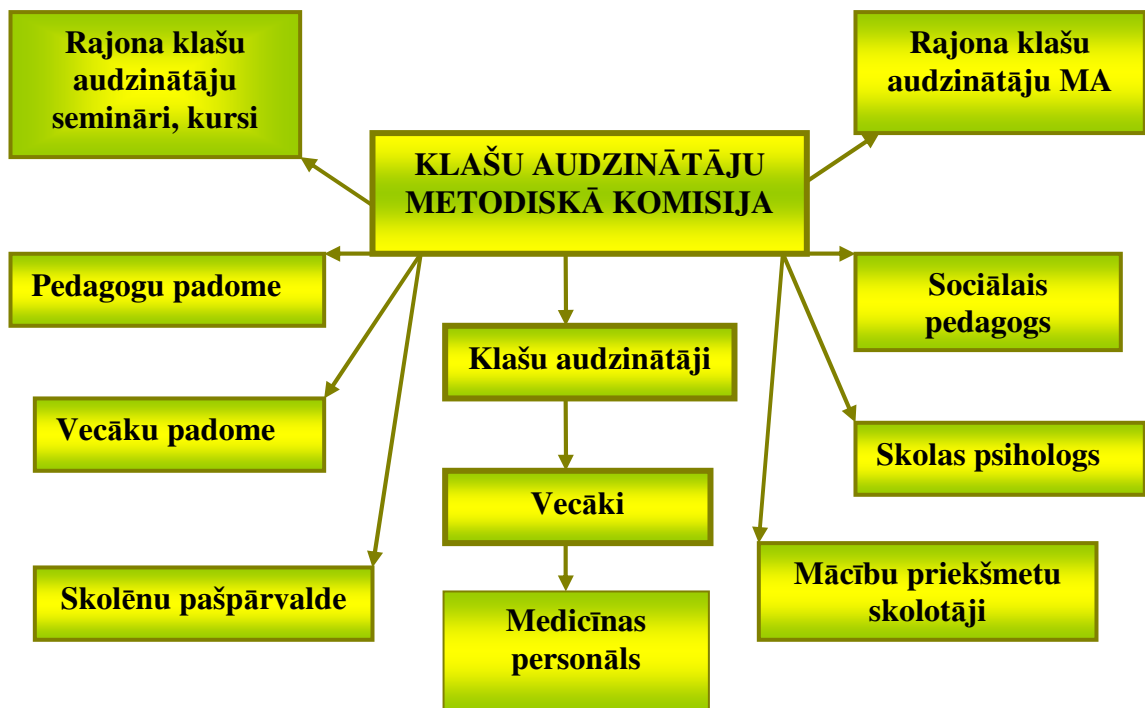 Rajona klašu
audzinātāju
semināri, kursi
Rajona klašu
audzinātāju MA
KLAŠU AUDZINĀTĀJU
METODISKĀ KOMISIJA
Pedagogu padome
Sociālais
pedagogs
Klašu audzinātāji
Vecāku padome
Skolas psihologs
Vecāki
Skolēnu pašpārvalde
Mācību priekšmetu
skolotāji
Medicīnas
personāls